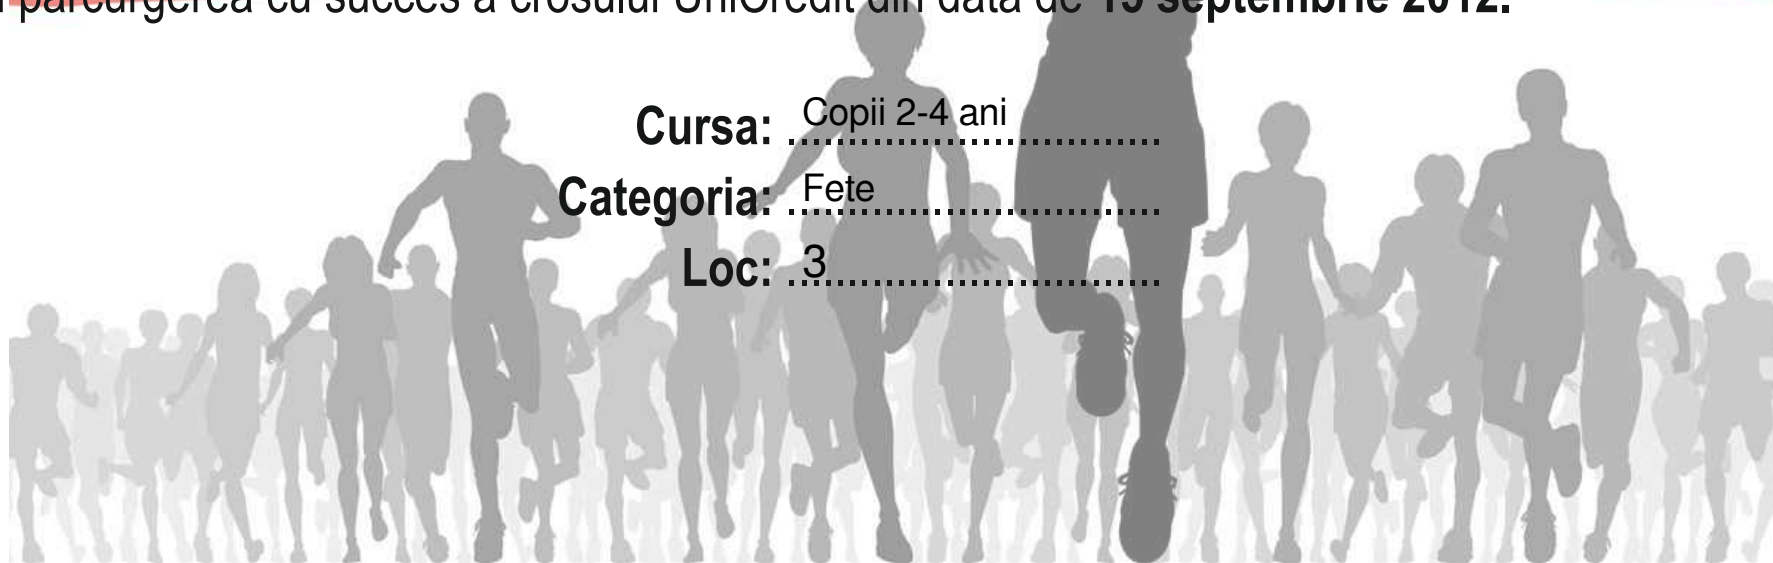 parcurgerea cu succes a crosului UniCredit din data de septembrie 2012.
Cursa: Copii 2-4 ani
Categoria: Fete
Loc: 3